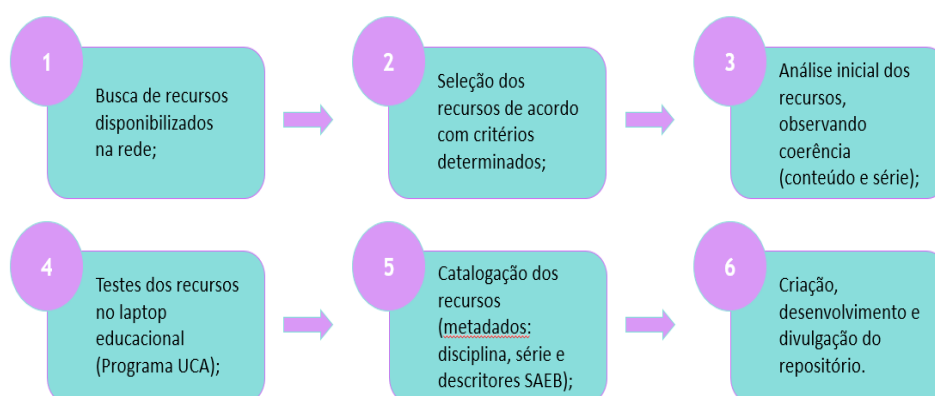 1
Busca de recursos
disponibilizados
na rede;
2
Seleção dos
recursos de acordo
com critérios
determinados;
3
Análise inicial dos
recursos,
observando
coerência
(conteúdo e série);
4
Testes dos recursos
no laptop
educacional
(Programa UCA);
5
Catalogação dos
recursos
(metadados:
disciplina, série e
descritores SAEB);
6
Criação,
desenvolvimento e
divulgação do
repositório.